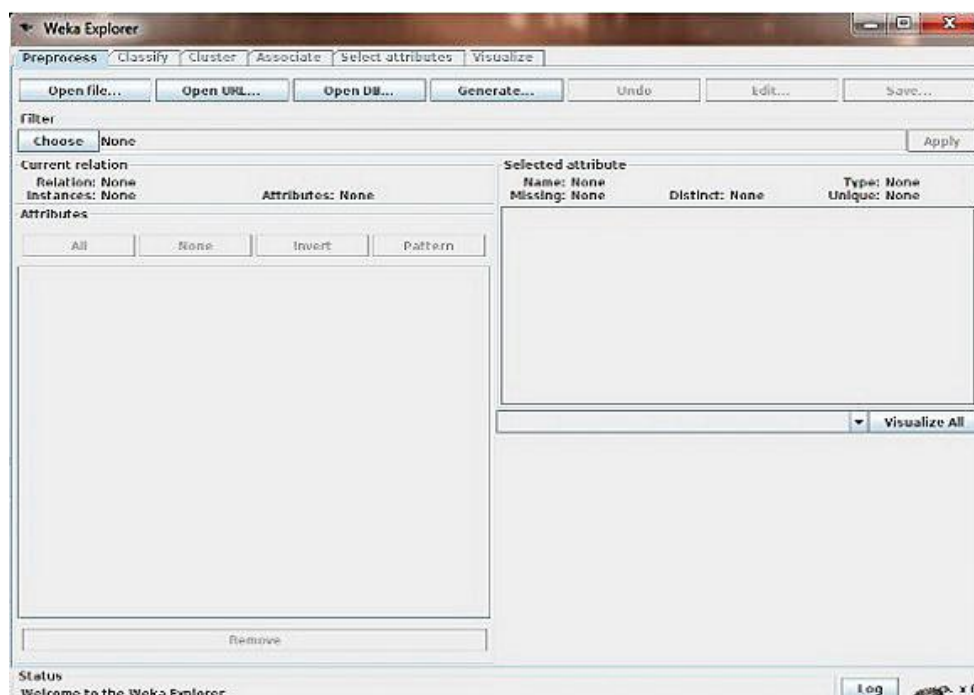 Weka Explorer
Preprocess Classify Cluster Associate Select attributes Visualize
Open file... Open URL... Open DB... Generate... Undo Edit... Save...
Filter
Choose None Apply
Current relation
Relation: None
Instances: None Attributes: None
Selected attribute
Name: None Type: None
Missing: None Distinct: None Unique: None
Attributes
All None Invert Pattern
Visualize All
Remove
Status
Welcome to the Weka Explorer
Log x